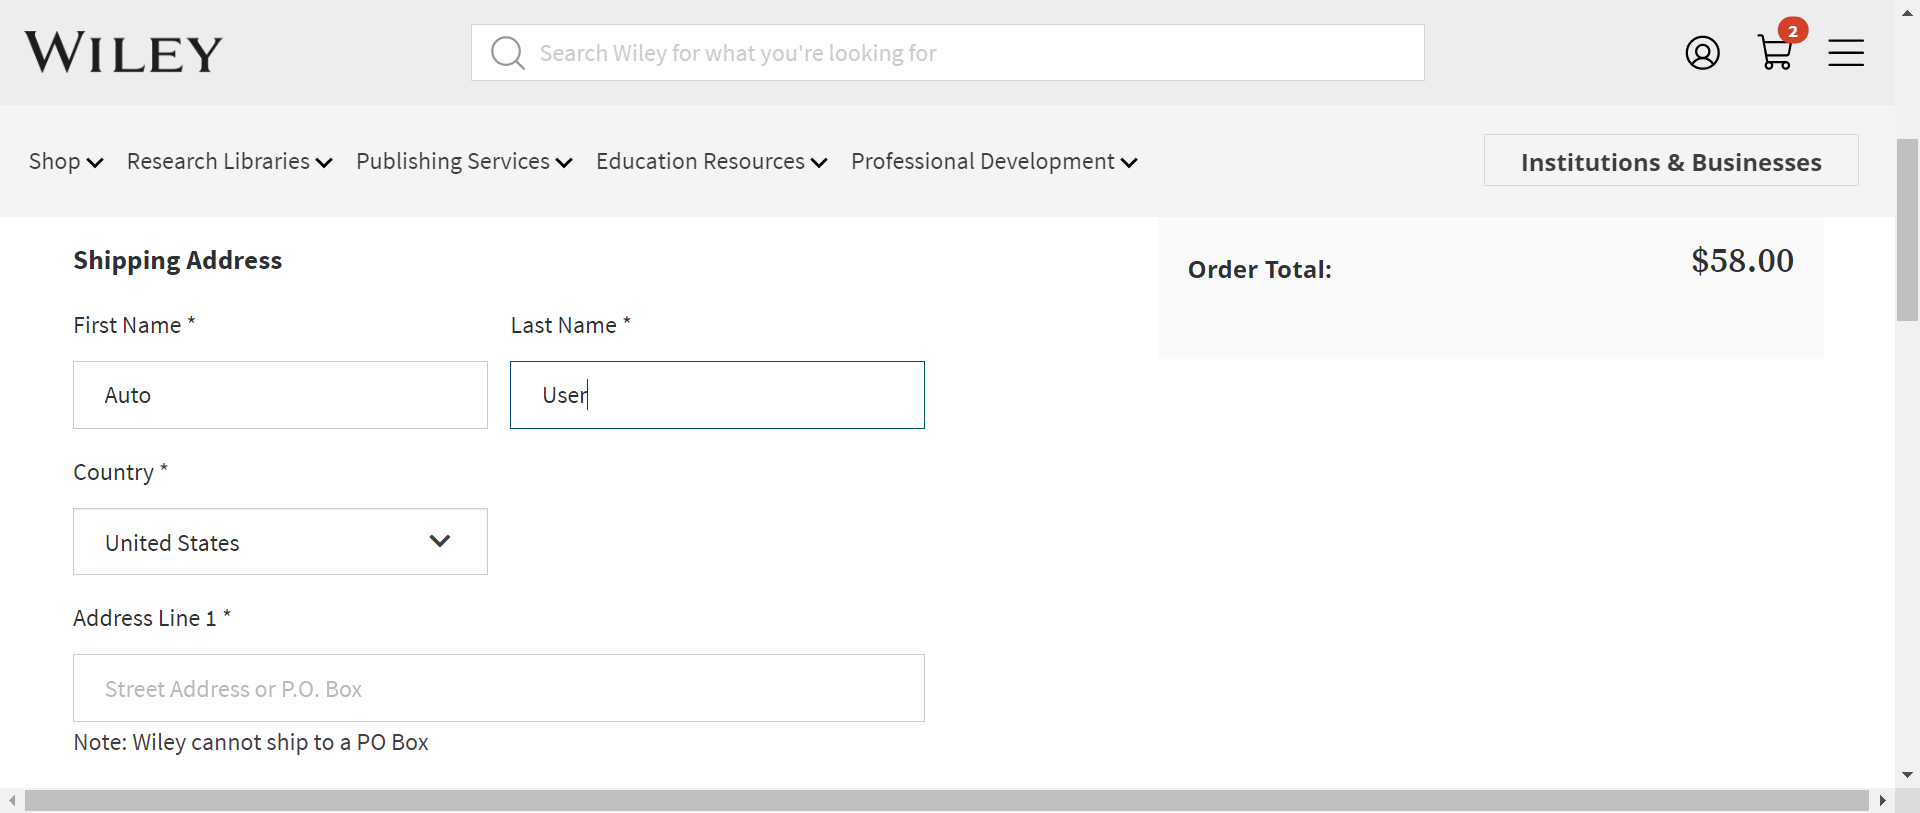 WILEY
Search Wiley for what you're looking for
2
Shop
Research Libraries
Publishing Services
Education Resources
Professional Development
Institutions & Businesses
Shipping Address
First Name *
Last Name *
Auto
User
Country *
United States
Address Line 1 *
Street Address or P.O. Box
Note: Wiley cannot ship to a PO Box
Order Total:
$58.00